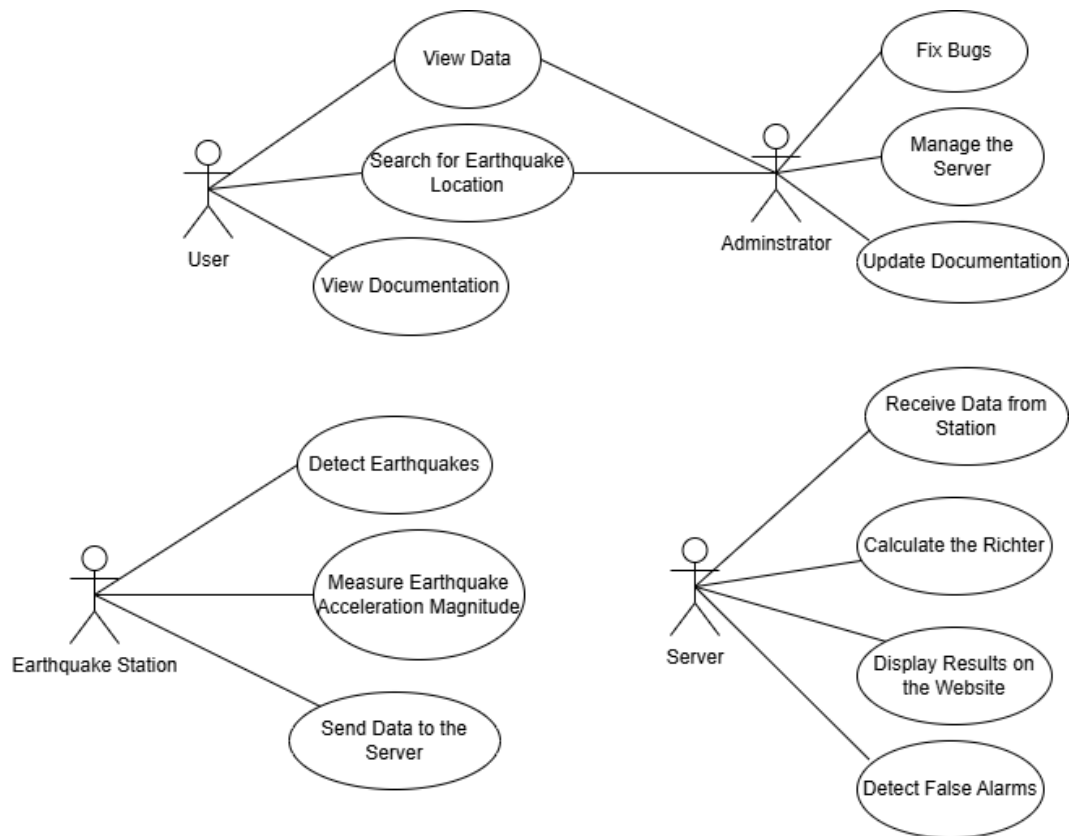 View Data
Fix Bugs
Search for Earthquake
Location
Manage the
Server
User
Adminstrator
View Documentation
Update Documentation
Receive Data from
Station
Detect Earthquakes
Calculate the Richter
Measure Earthquake
Acceleration Magnitude
Earthquake Station
Server
Display Results on
the Website
Send Data to the
Server
Detect False Alarms